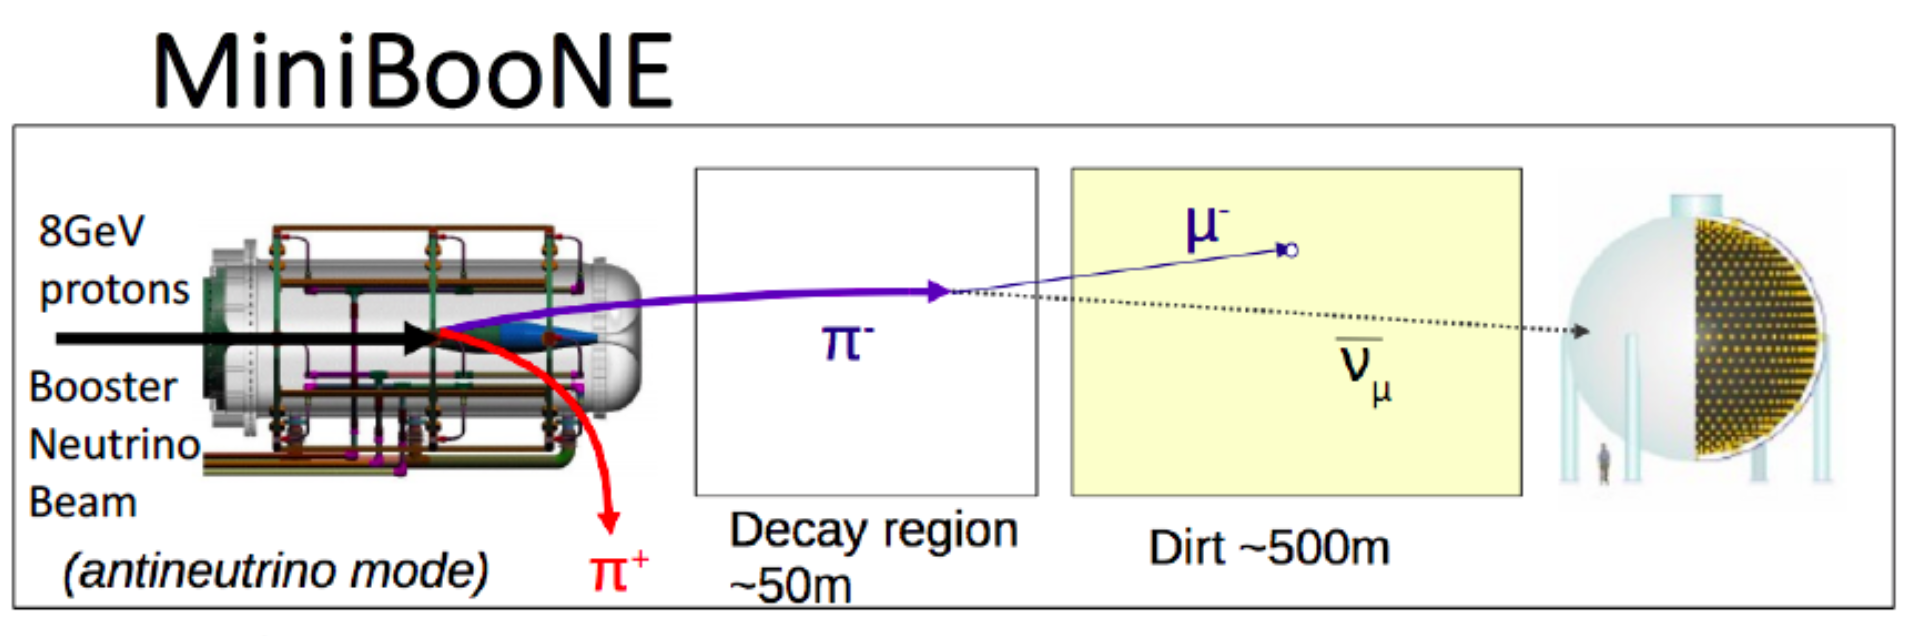 MiniBooNE
8GeV
protons
Booster
Neutrino
Beam
(antineutrino mode)
π+
π-
Decay region
~50m
μ-
ν̅μ
Dirt ~500m